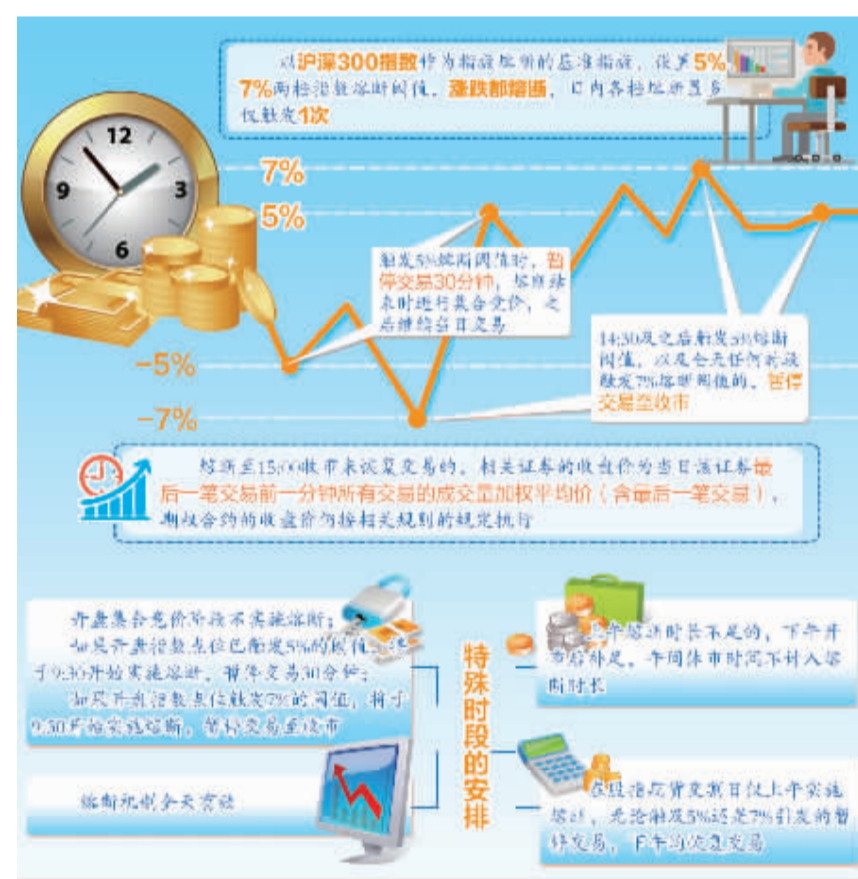 以沪深300指数作为指数熔断的基准指数，设置5%
7%两档指数熔断阈值，涨跌都熔断，日内各档熔断最多
仅触发1次
12
3
6
9
7%
5%
-5%
-7%
触发5%熔断阈值时，暂
停交易30分钟，熔断结
束时进行集合竞价，之
后继续当日交易
14:30及之后触发5%熔断
阈值，以及全天任何时段
触发7%熔断阈值的，暂停
交易至收市
熔断至15:00收市未恢复交易的，相关证券的收盘价为当日该证券最
后一笔交易前一分钟所有交易的成交量加权平均价（含最后一笔交易），
期权合约的收盘价仍按相关规则的规定执行
特殊时段的安排
开盘集合竞价阶段不实施熔断；
如果开盘指数点位已触发5%的阈值，将
于9:30开始实施熔断，暂停交易30分钟；
如果开盘指数点位触发7%的阈值，将于
9:30开始实施熔断，暂停交易至收市
上午熔断时长不足的，下午开
市后补足，午间休市时间不计入熔
断时长
熔断机制全天有效
在股指期货交割日仅上午实施
熔断，无论触发5%还是7%引发的暂
停交易，下午均恢复交易